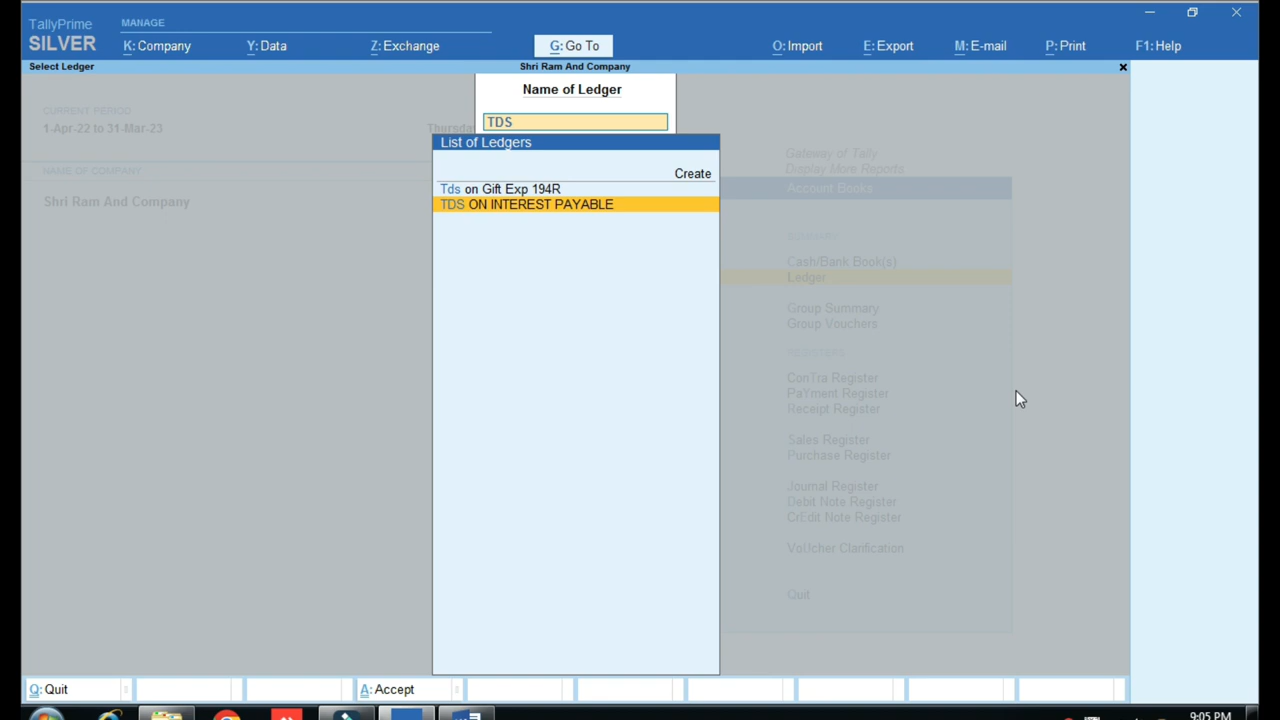 TallyPrime
MANAGE
SILVER
K: Company
Y: Data
Z: Exchange
G: Go To
O: Import
E: Export
M: E-mail
P: Print
F1: Help
Select Ledger
Shri Ram And Company
×
Name of Ledger
CURRENT PERIOD
1-Apr-22 to 31-Mar-23
Thursda
TDS
List of Ledgers
NAME OF COMPANY
Shri Ram And Company
Create
Tds on Gift Exp 194R
TDS ON INTEREST PAYABLE
Gateway of Tally
Display More Reports
Account Books
SUMMARY
Cash/Bank Book(s)
Ledger
Group Summary
Group Vouchers
REGISTERS
ConTra Register
PaYment Register
Receipt Register
Sales Register
Purchase Register
Journal Register
Debit Note Register
CrEdit Note Register
VoUcher Clarification
Quit
Q: Quit
A: Accept
9:05 PM